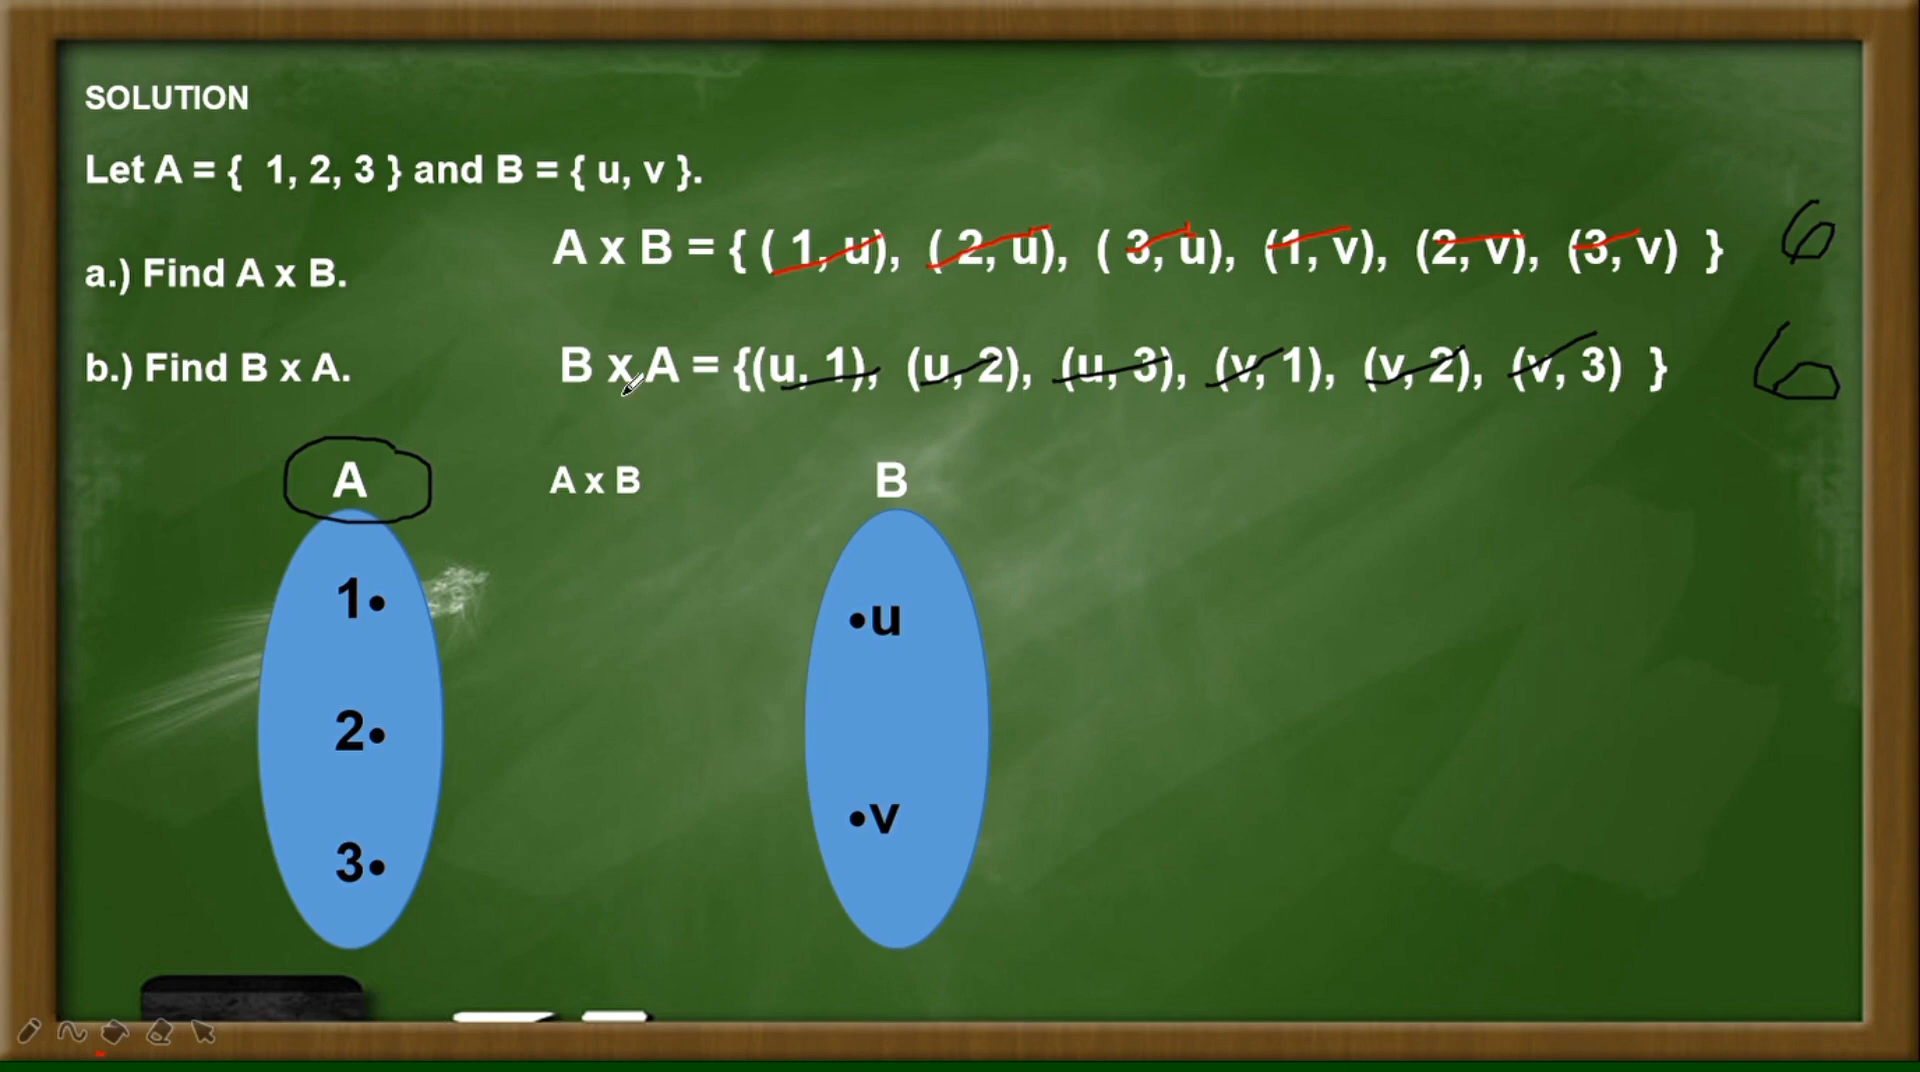 SOLUTION
Let A = { 1, 2, 3 } and B = { u, v }.
a.) Find A x B.
A x B = { ( 1, u), ( 2, u), ( 3, u), (1, v), (2, v), (3, v) } 6
b.) Find B x A.
B x A = {(u, 1), (u, 2), (u, 3), (v, 1), (v, 2), (v, 3) } 6
A A x B B
1• •u
2•
•v
3•